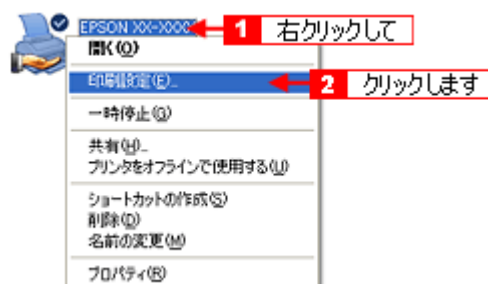 EPSON XX-XXXX
1 右クリックして
開く(O)
印刷設定(E)...
2 クリックします
一時停止(G)
共有(H)...
プリンタをオフラインで使用する(U)
ショートカットの作成(S)
削除(D)
名前の変更(M)
プロパティ(R)